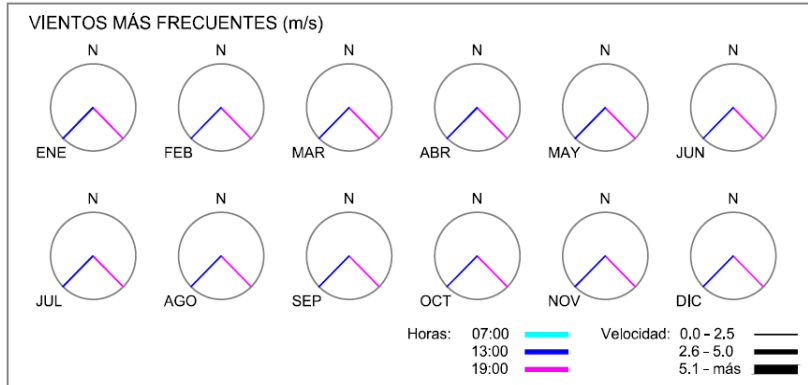 VIENTOS MÁS FRECUENTES (m/s)
N N N N N N
ENE FEB MAR ABR MAY JUN
N N N N N N
JUL AGO SEP OCT NOV DIC
Horas: 07:00 Velocidad: 0,0 - 2.5
13:00 2.6 - 5.0
19:00 5.1 - más